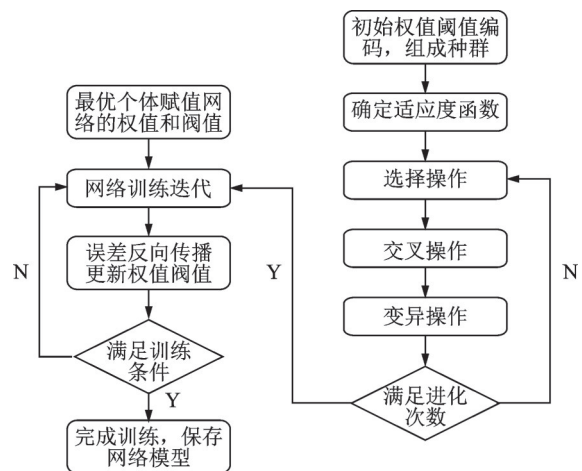 初始权值阈值编
码，组成种群
确定适应度函数
选择操作
交叉操作
变异操作
满足进化
次数
Y
N
最优个体赋值网
络的权值和阀值
网络训练迭代
误差反向传播
更新权值阀值
满足训练
条件
N
Y
完成训练，保存
网络模型